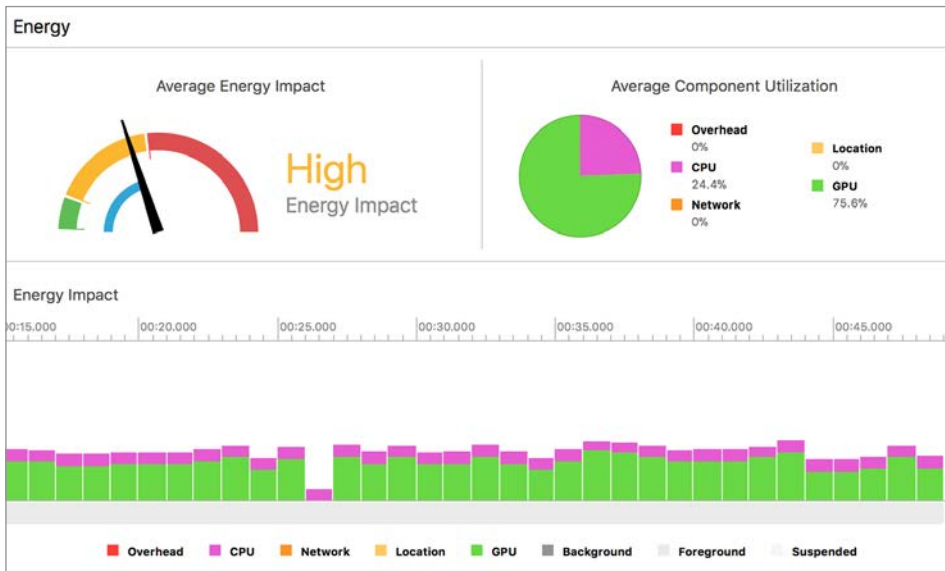 Energy
Average Energy Impact
High
Energy Impact
Average Component Utilization
Overhead
0%
CPU
24.4%
Network
0%
Location
0%
GPU
75.6%
Energy Impact
00:15.000 00:20.000 00:25.000 00:30.000 00:35.000 00:40.000 00:45.000
Overhead CPU Network Location GPU Background Foreground Suspended